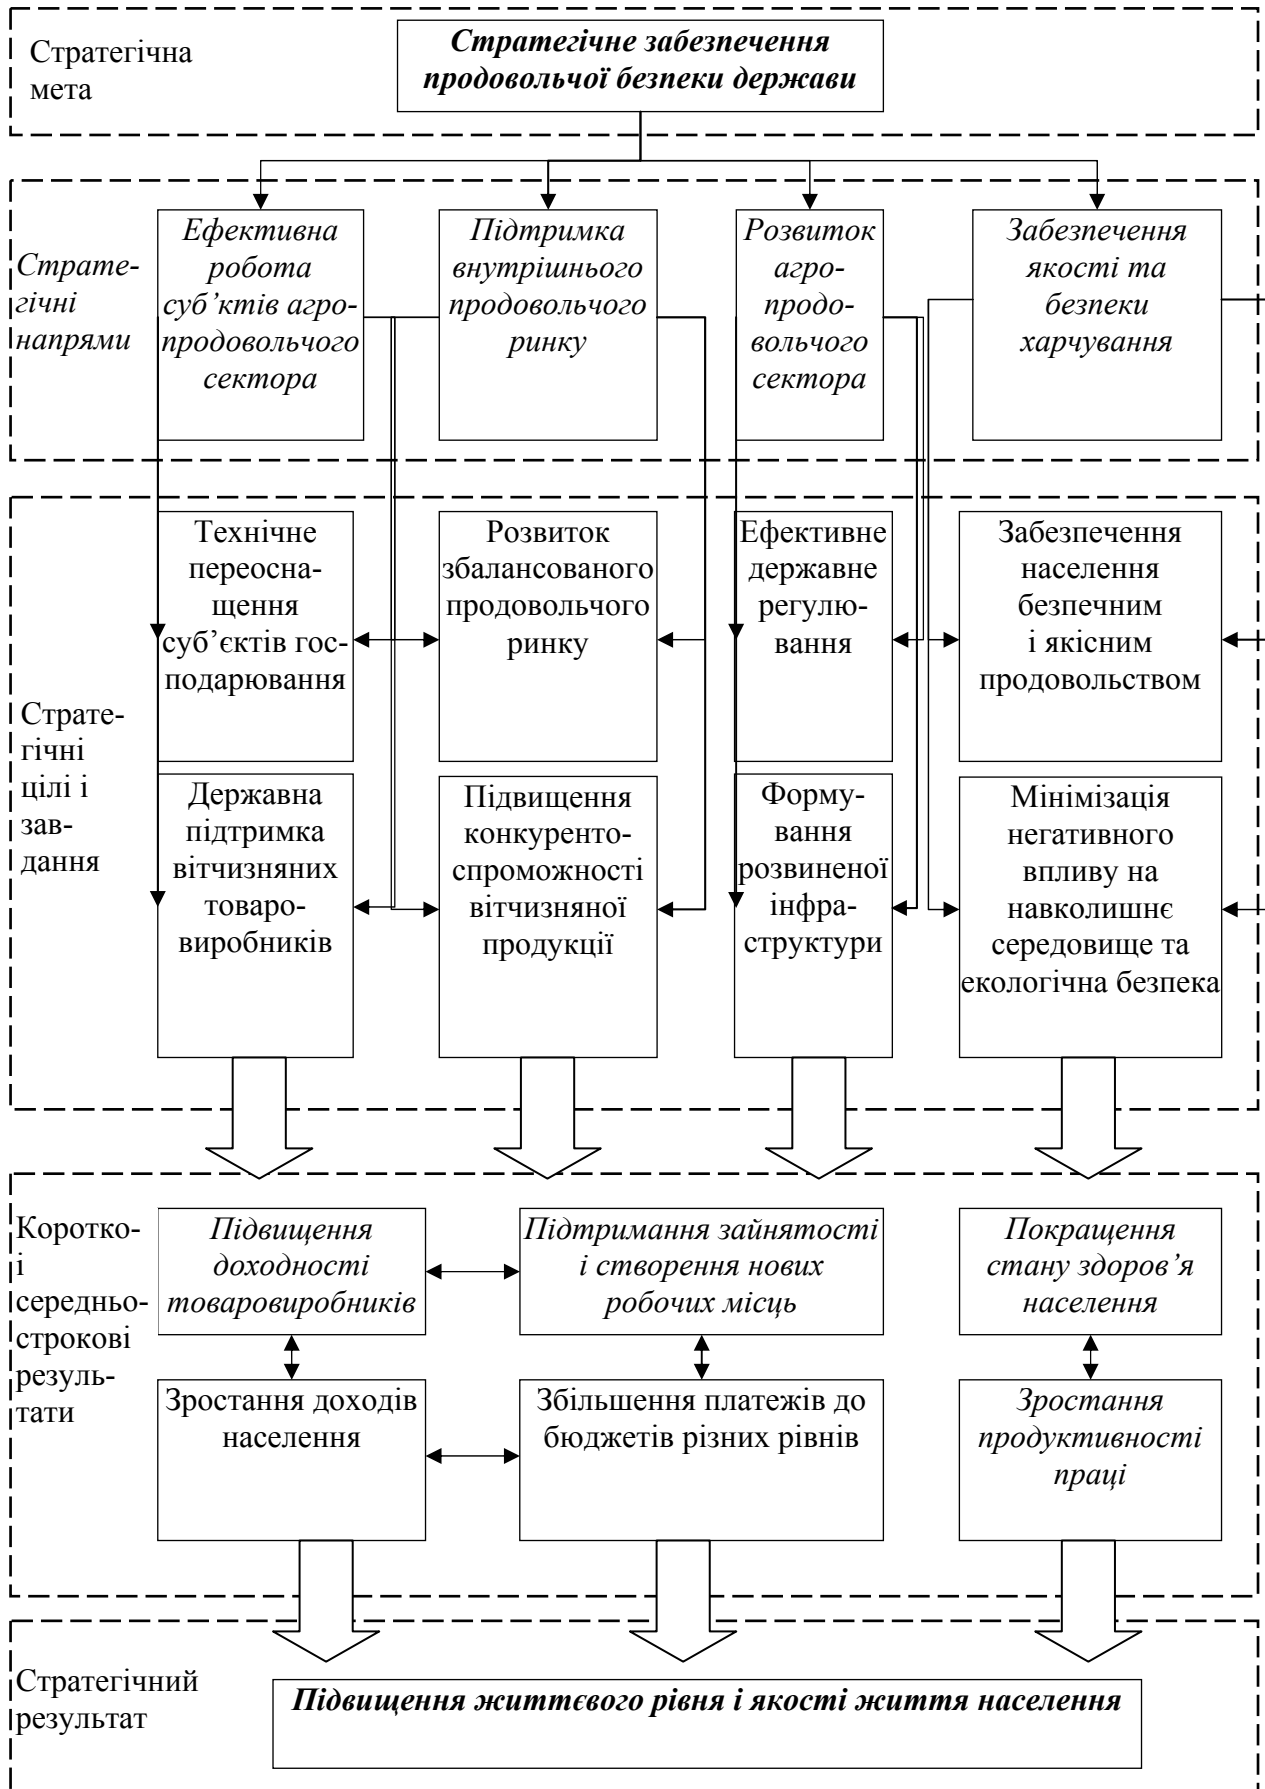 Стратегічна
мета
Стратегічне забезпечення
продовольчої безпеки держави
Страте-
гічні
напрями
Ефективна
робота
суб’ктів агро-
продовольчого
сектора
Підтримка
внутрішнього
продовольчого
ринку
Розвиток
агро-
продо-
вольчого
сектора
Забезпечення
якості та
безпеки
харчування
Страте-
гічні
цілі і
зав-
дання
Технічне
переосна-
щення
суб’єктів гос-
подарювання
Розвиток
збалансованого
продовольчого
ринку
Ефективне
державне
регулю-
вання
Забезпечення
населення
безпечним
і якісним
продовольством
Державна
підтримка
вітчизняних
товаро-
виробників
Підвищення
конкуренто-
спроможності
вітчизняної
продукції
Форму-
вання
розвиненої
інфра-
структури
Мінімізація
негативного
впливу на
навколишнє
середовище та
екологічна безпека
Коротко-
і
середньо-
строкові
резуль-
тати
Підвищення
доходності
товаровиробників
Підтримання зайнятості
і створення нових
робочих місць
Покращення
стану здоров’я
населення
Зростання доходів
населення
Збільшення платежів до
бюджетів різних рівнів
Зростання
продуктивності
праці
Стратегічний
результат
Підвищення життєвого рівня і якості життя населення